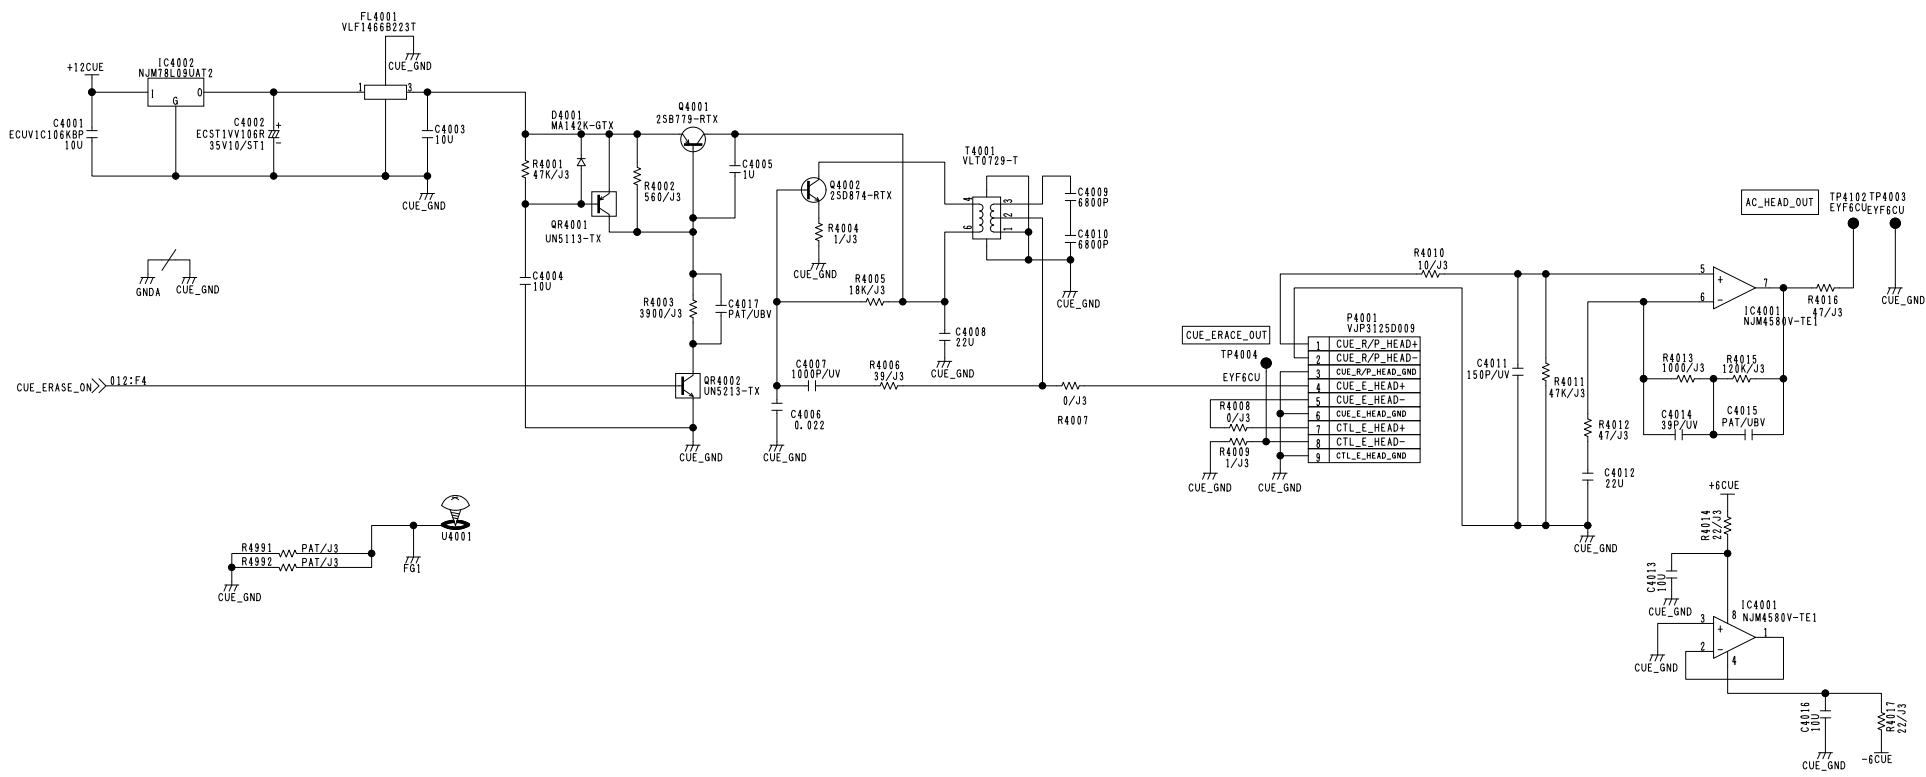 FL4001
VLF1466B223T
CUE_GND
+12CUE
IC4002
NJM78L09UAT2
I
O
G
1
3
C4001
ECUV1C106KBP
10U
C4002
ECST1VV106R
35V10/ST1
+
-
C4003
10U
CUE_GND
D4001
MA142K-GTX
Q4001
2SB779-RTX
R4001
47K/J3
R4002
560/J3
C4005
1U
QR4001
UN5113-TX
Q4002
2SD874-RTX
R4004
1/J3
CUE_GND
T4001
VLT0729-T
4
6
3
2
1
C4009
6800P
C4010
6800P
CUE_GND
GNDA
CUE_GND
C4004
10U
R4003
3900/J3
C4017
PAT/UBV
R4005
18K/J3
C4008
22U
CUE_GND
CUE_ERASE_ON
012:F4
QR4002
UN5213-TX
CUE_GND
C4007
1000P/UV
R4006
39/J3
C4006
0.022
CUE_GND
0/J3
R4007
CUE_ERACE_OUT
TP4004
EYF6CU
P4001
VJP3125D009
1 CUE_R/P_HEAD+
2 CUE_R/P_HEAD-
3 CUE_R/P_HEAD_GND
4 CUE_E_HEAD+
5 CUE_E_HEAD-
6 CUE_E_HEAD_GND
7 CTL_E_HEAD+
8 CTL_E_HEAD-
9 CTL_E_HEAD_GND
R4008
0/J3
R4009
1/J3
CUE_GND
CUE_GND
R4010
10/J3
C4011
150P/UV
R4011
47K/J3
AC_HEAD_OUT
TP4102
EYF6CU
TP4003
EYF6CU
5
6
7
+
-
IC4001
NJM4580V-TE1
R4016
47/J3
CUE_GND
R4013
1000/J3
R4015
120K/J3
C4014
39P/UV
C4015
PAT/UBV
R4012
47/J3
C4012
22U
CUE_GND
U4001
R4991 PAT/J3
R4992 PAT/J3
FG1
CUE_GND
+6CUE
R4014
22/J3
C4013
10U
CUE_GND
IC4001
NJM4580V-TE1
8
3
2
1
4
+
-
CUE_GND
C4016
10U
R4017
22/J3
CUE_GND
-6CUE